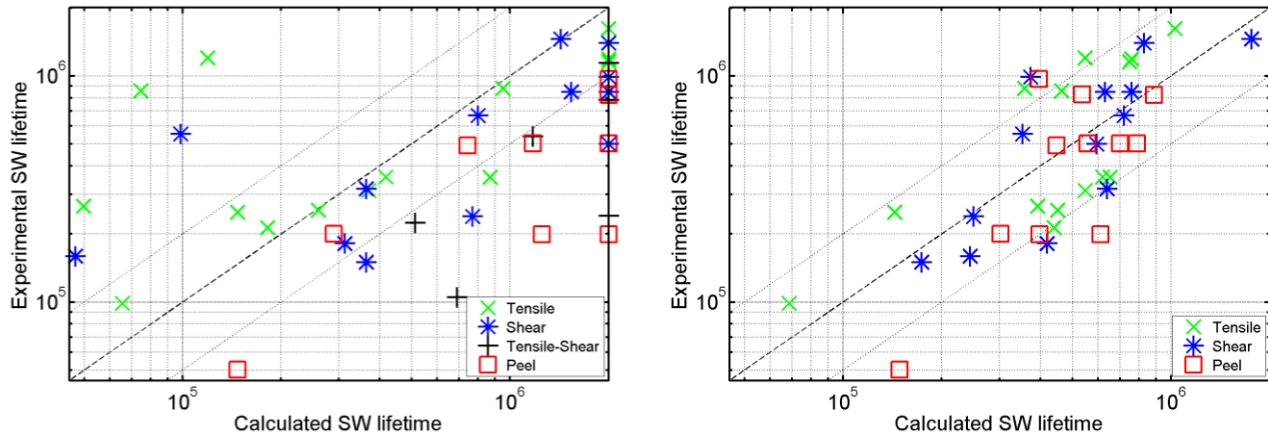 Experimental SW lifetime
10^6
10^5
Tensile
Shear
Tensile-Shear
Peel
10^5
10^6
Calculated SW lifetime
Experimental SW lifetime
10^6
10^5
Tensile
Shear
Peel
10^5
10^6
Calculated SW lifetime